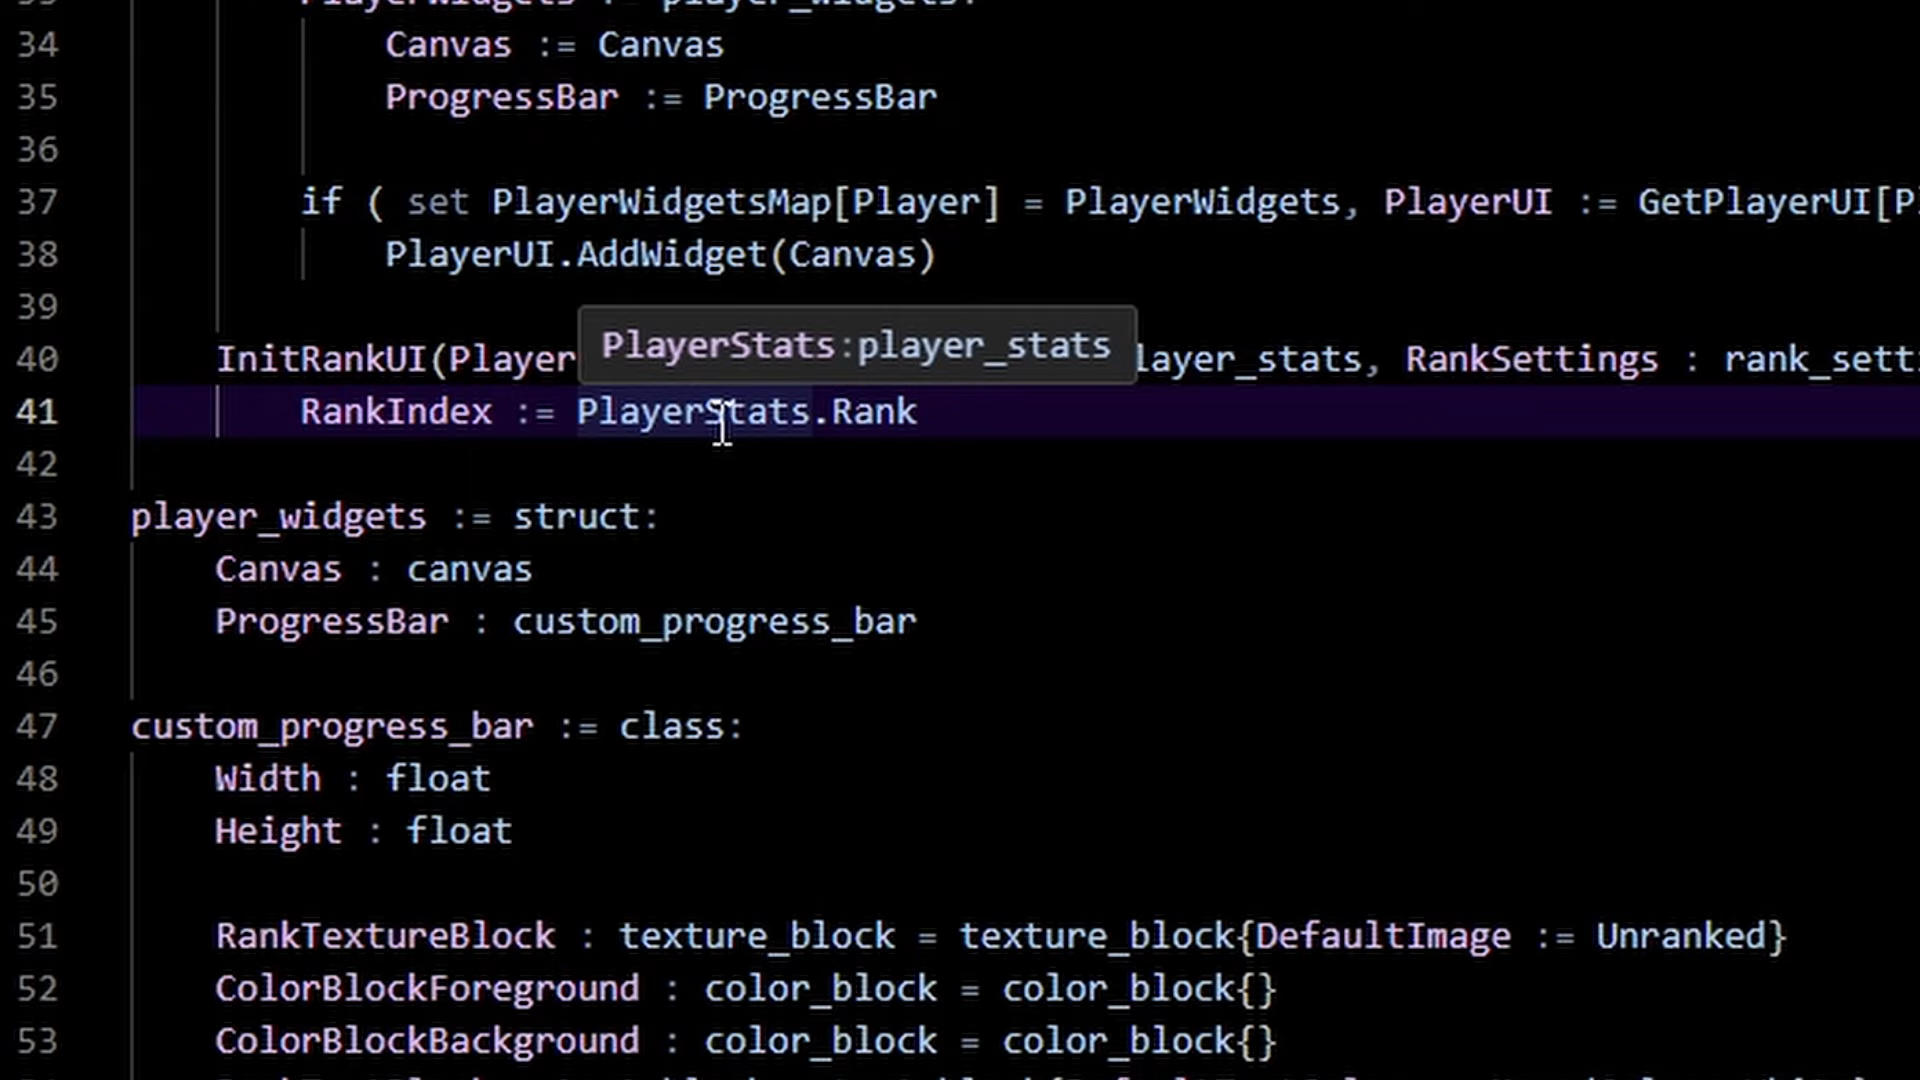 34 Canvas := Canvas
35 ProgressBar := ProgressBar
36
37 if ( set PlayerWidgetsMap[Player] = PlayerWidgets, PlayerUI := GetPlayerUI[
38 PlayerUI.AddWidget(Canvas)
39
PlayerStats:player_stats
40 InitRankUI(Player layer_stats, RankSettings :
41 RankIndex := PlayerStats.Rank
42
43 player_widgets := struct:
44 Canvas : canvas
45 ProgressBar : custom_progress_bar
46
47 custom_progress_bar := class:
48 Width : float
49 Height : float
50
51 RankTextureBlock : texture_block = texture_block{DefaultImage := Unranked}
52 ColorBlockForeground : color_block = color_block{}
53 ColorBlockBackground : color_block = color_block{}